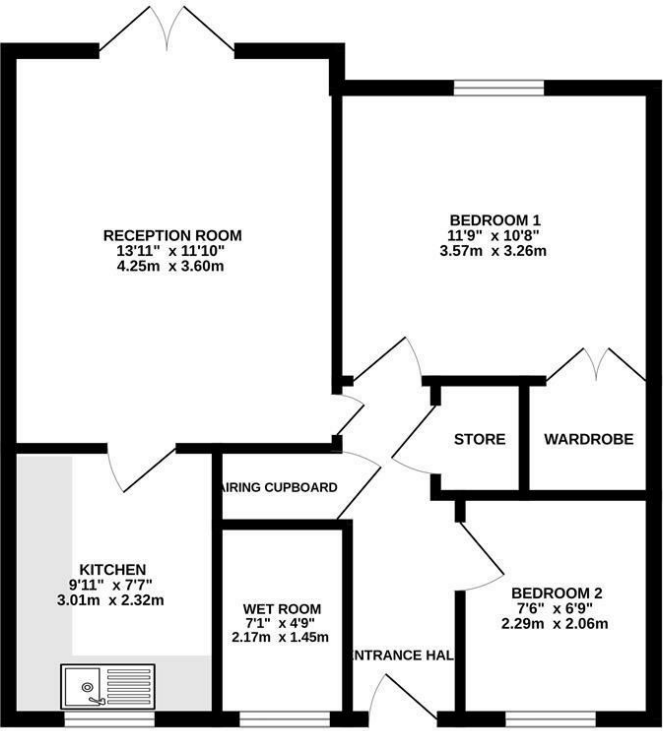 RECEPTION ROOM
13'11" x 11'10"
4.25m x 3.60m
BEDROOM 1
11'9" x 10'8"
3.57m x 3.26m
STORE
WARDROBE
AIRING CUPBOARD
KITCHEN
9'11" x 7'7"
3.01m x 2.32m
WET ROOM
7'1" x 4'9"
2.17m x 1.45m
BEDROOM 2
7'6" x 6'9"
2.29m x 2.06m
ENTRANCE HALL